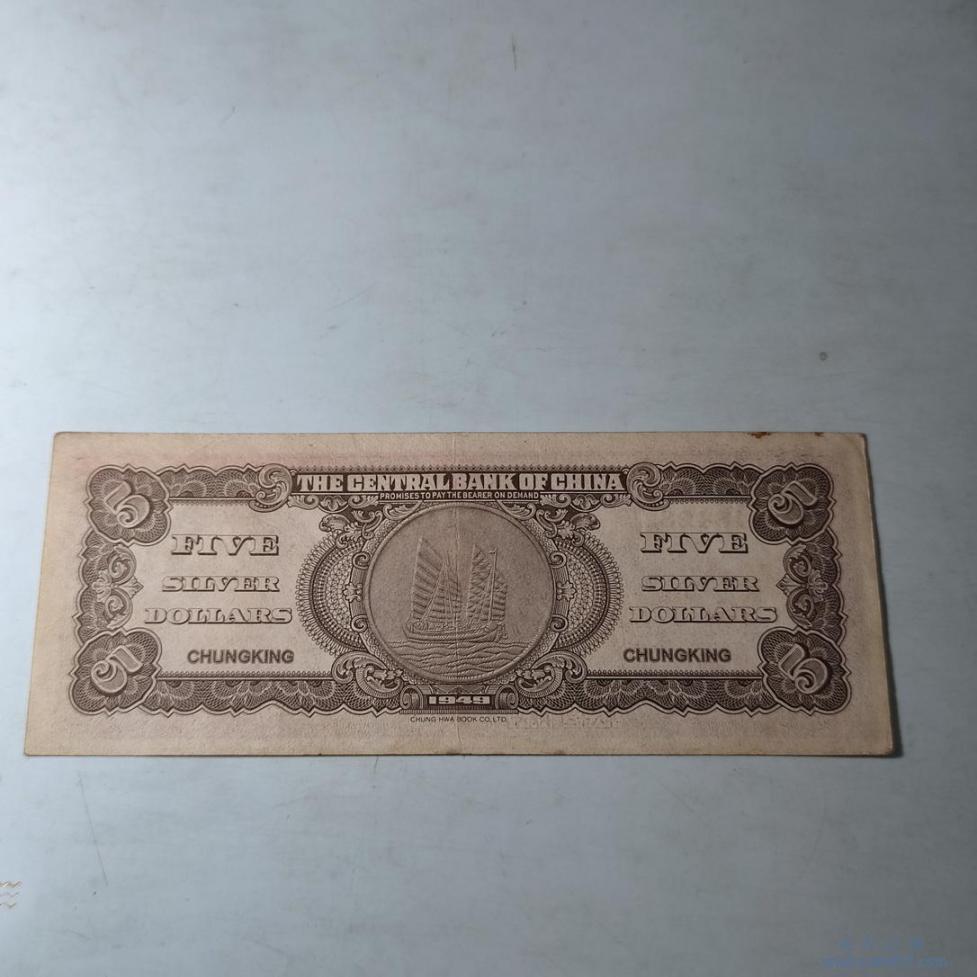 THE CENTRAL BANK OF CHINA
PROMISES TO PAY THE BEARER ON DEMAND
5 5
FIVE FIVE
SILVER SILVER
DOLLARS DOLLARS
CHUNGKING CHUNGKING
5 5
1949
CHUNG HWA BOOK CO., LTD.